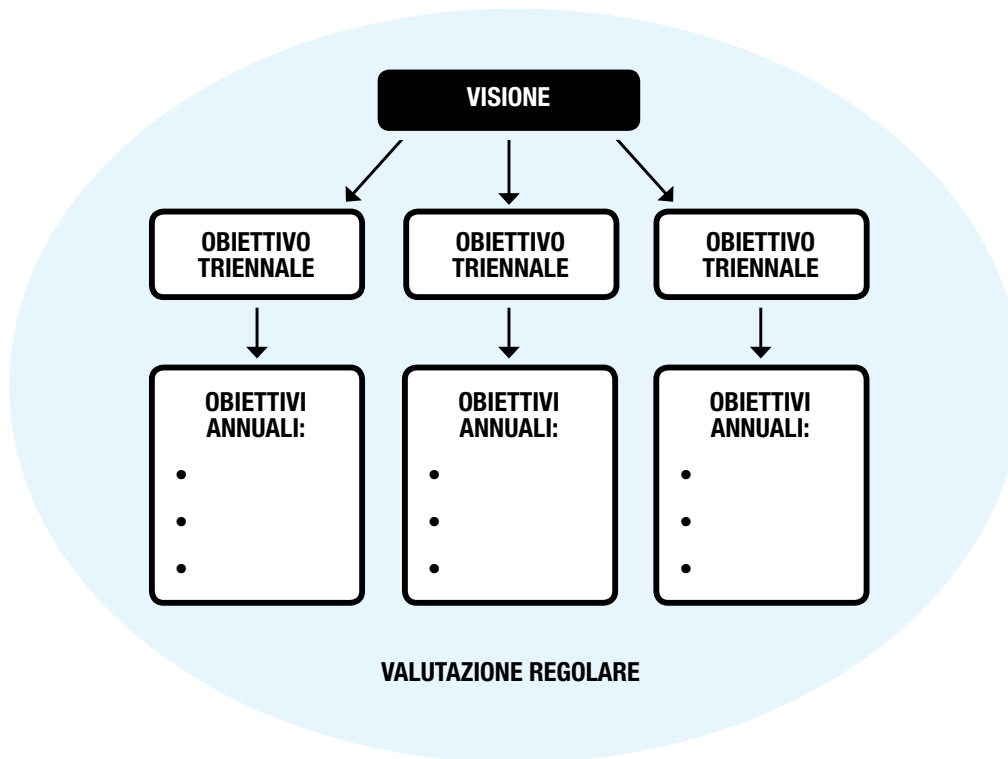 VISIONE
OBIETTIVO
TRIENNALE
OBIETTIVO
TRIENNALE
OBIETTIVO
TRIENNALE
OBIETTIVI
ANNUALI:
•
•
•
OBIETTIVI
ANNUALI:
•
•
•
OBIETTIVI
ANNUALI:
•
•
•
VALUTAZIONE REGOLARE